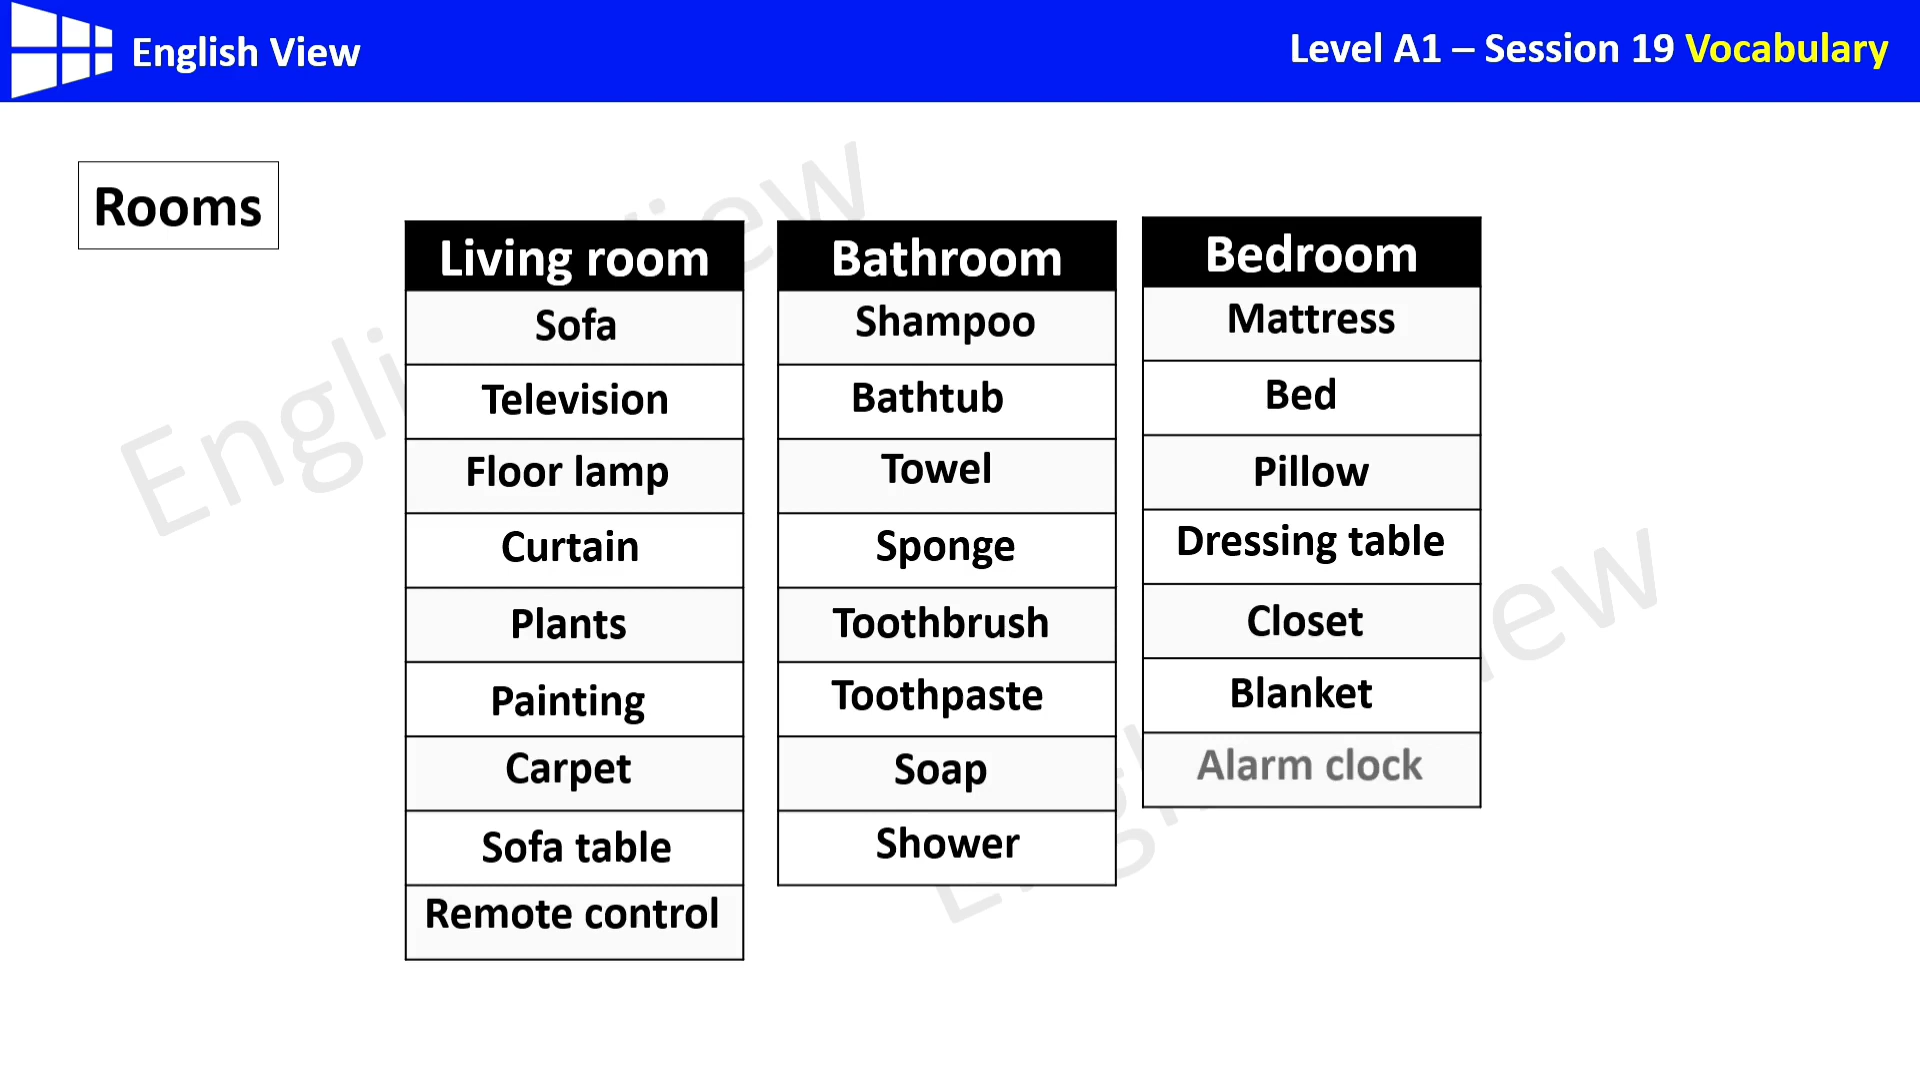 English View
Level A1 – Session 19 Vocabulary
Rooms
Living room
Sofa
Television
Floor lamp
Curtain
Plants
Painting
Carpet
Sofa table
Remote control
Bathroom
Shampoo
Bathtub
Towel
Sponge
Toothbrush
Toothpaste
Soap
Shower
Bedroom
Mattress
Bed
Pillow
Dressing table
Closet
Blanket
Alarm clock